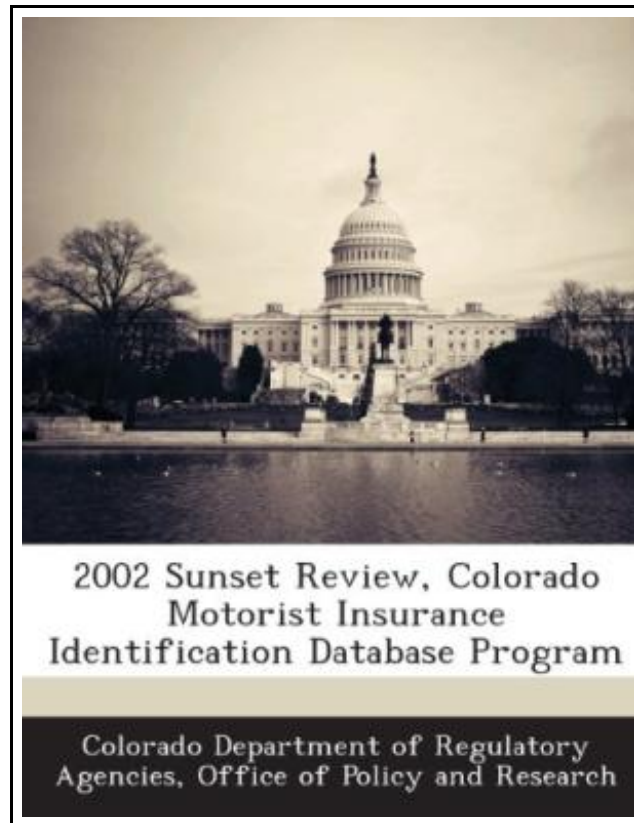 2002 Sunset Review, Colorado
Motorist Insurance
Identification Database Program
Colorado Department of Regulatory
Agencies, Office of Policy and Research